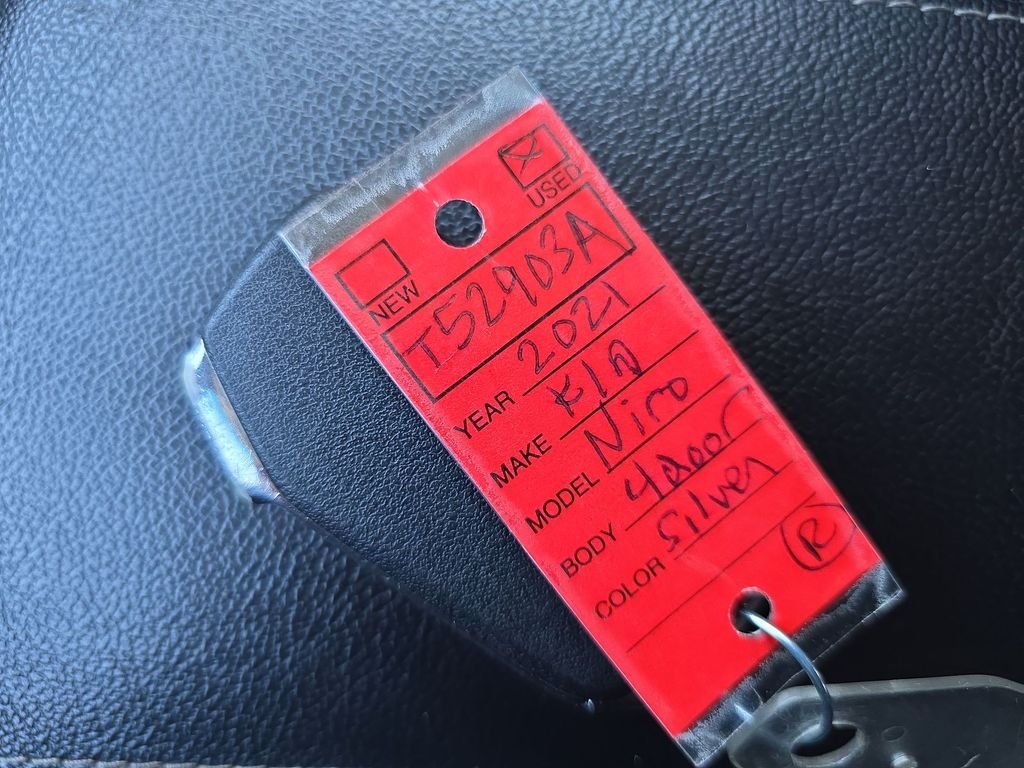 USED
NEW
T52903A
YEAR 2021
MAKE KIA
MODEL Niro
BODY 4door
COLOR Silver
R